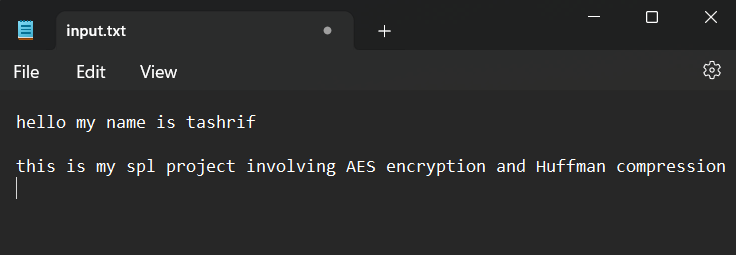 input.txt
File Edit View
hello my name is tashrif
this is my spl project involving AES encryption and Huffman compression